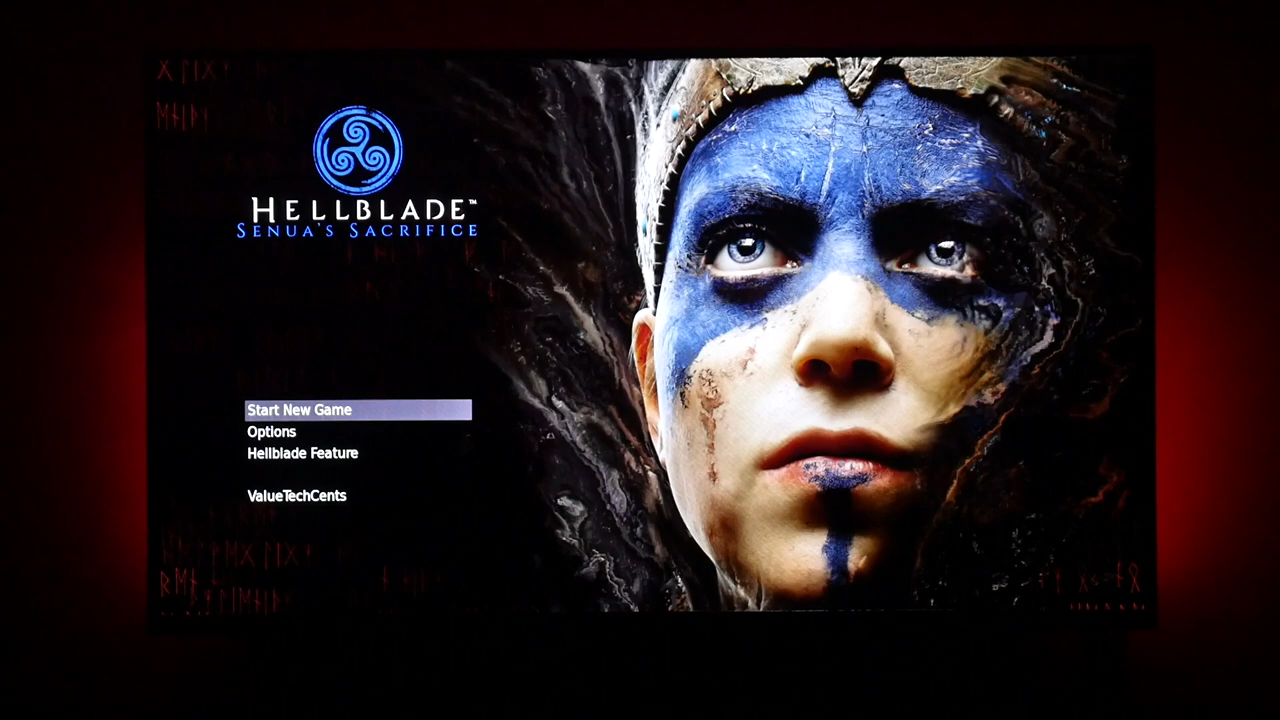 HELLBLADE™
SENUA'S SACRIFICE
Start New Game
Options
Hellblade Feature
ValueTechCents